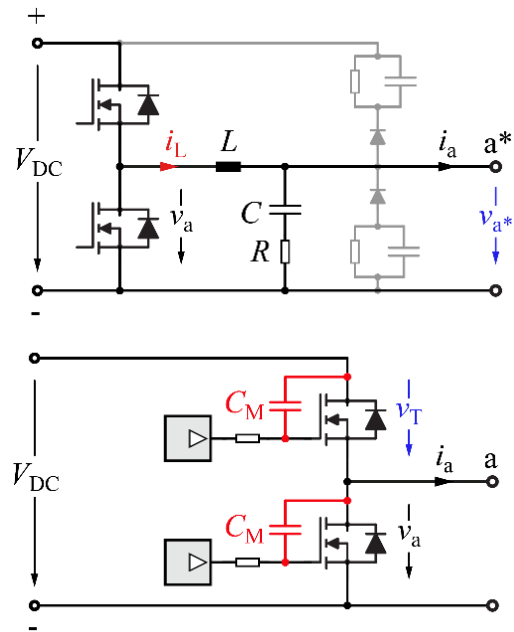 +
i_L L i_a a*
V_DC v_a C v_a*
R
-
C_M v_T
V_DC i_a a
C_M v_a
-